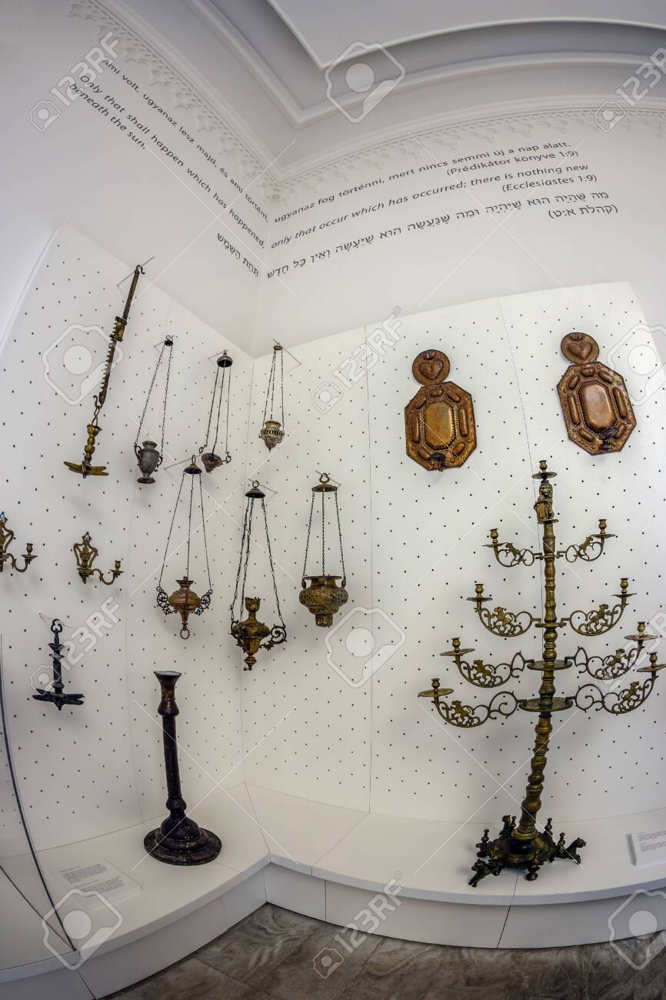 Ami volt, ugyanaz lesz majd, és ami történt, ugyanaz fog történni, mert nincs semmi új a nap alatt.
(Prédikátor könyve 1:9)
Only that shall happen which has happened, only that occur which has occurred; there is nothing new
beneath the sun.
(Ecclesiastes 1:9)
מַה שֶּׁהָיָה הוּא שֶׁיִּהְיֶה וּמַה שֶּׁנַּעֲשָׂה הוּא שֶׁיֵּעָשֶׂה וְאֵין כָּל חָדָשׁ תַּחַת הַשָּׁמֶשׁ
(קהלת א:ט)
123RF